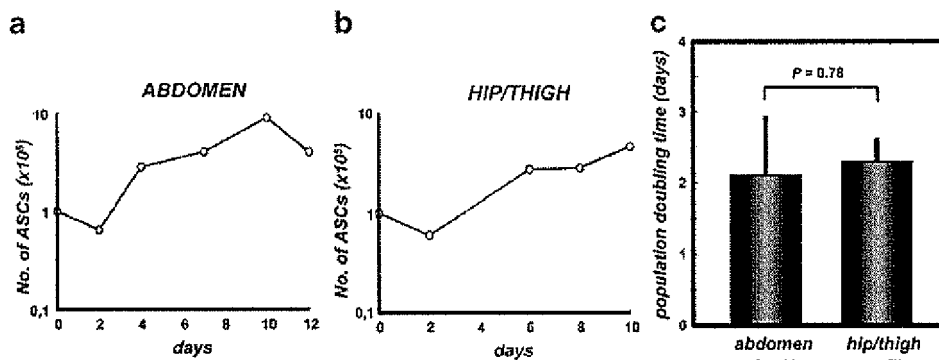 a
ABDOMEN
No. of ASCs (x10⁵)
10
1
0,1
0 2 4 6 8 10 12
days
b
HIP/THIGH
No. of ASCs (x10⁵)
10
1
0,1
0 2 4 6 8 10
days
c
population doubling time (days)
4
3
2
1
0
P = 0.78
abdomen hip/thigh